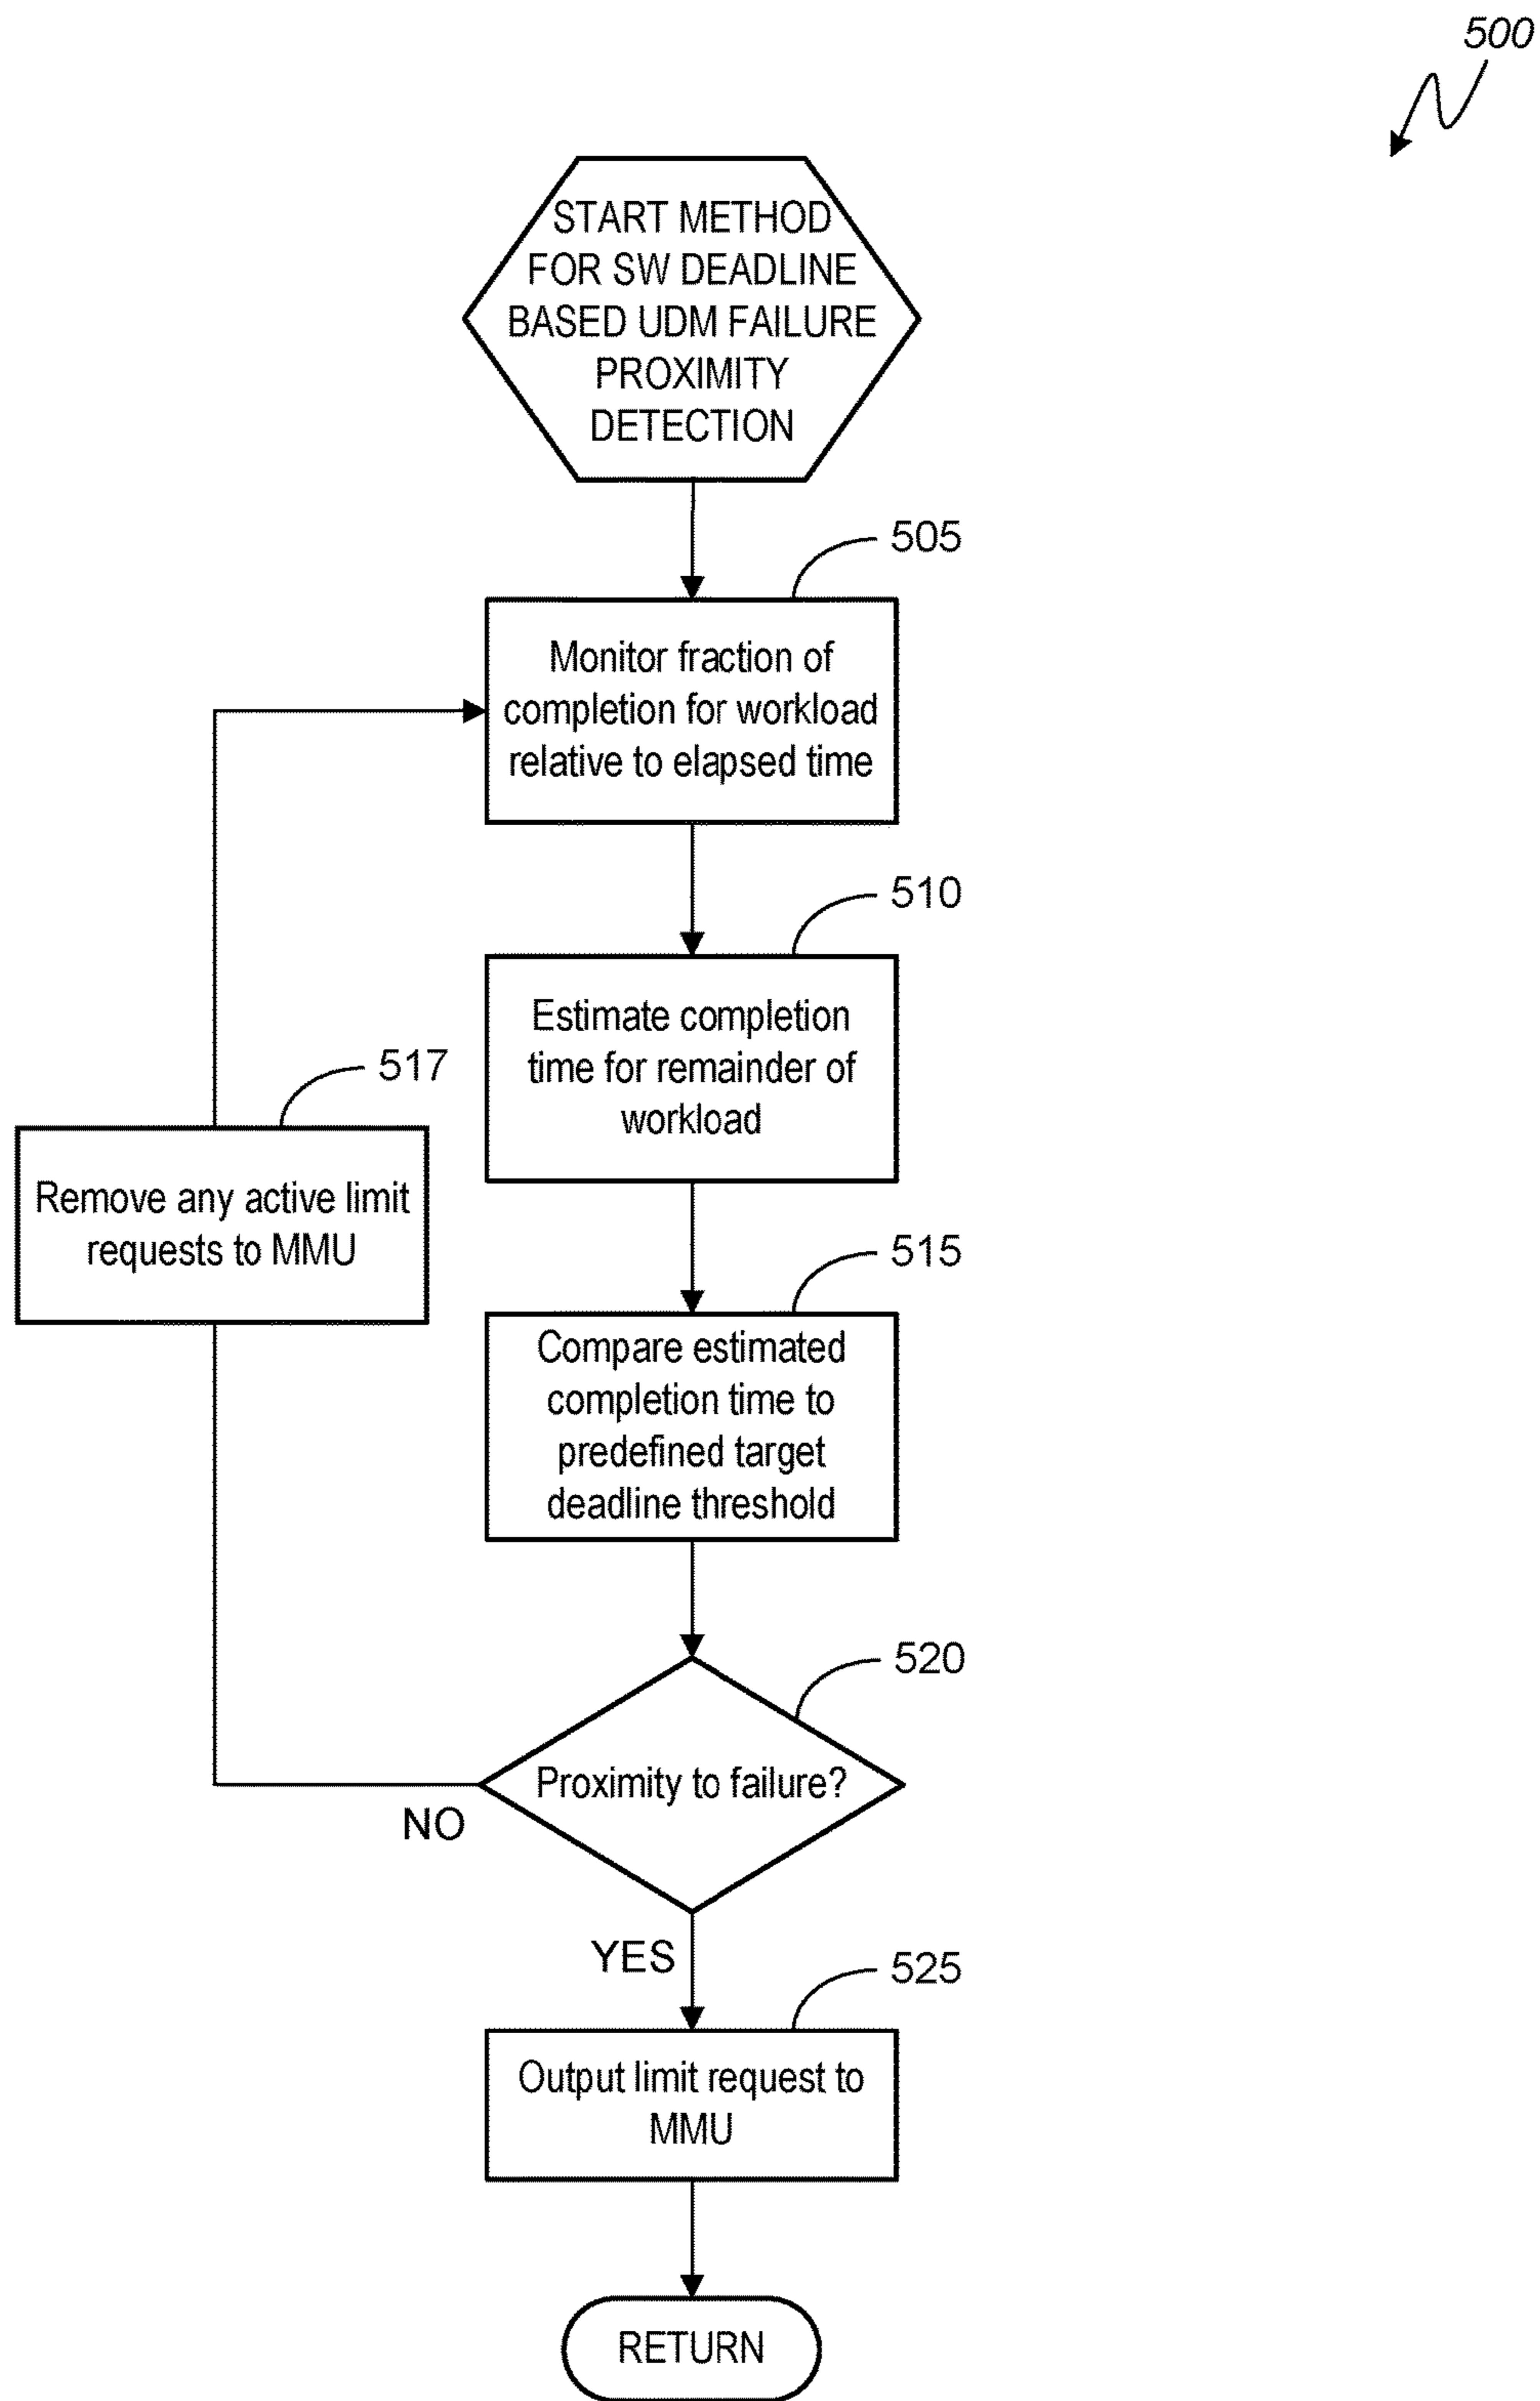 500
START METHOD
FOR SW DEADLINE
BASED UDM FAILURE
PROXIMITY
DETECTION
505
Monitor fraction of
completion for workload
relative to elapsed time
510
Estimate completion
time for remainder of
workload
517
Remove any active limit
requests to MMU
515
Compare estimated
completion time to
predefined target
deadline threshold
520
Proximity to failure?
NO
YES
525
Output limit request to
MMU
RETURN